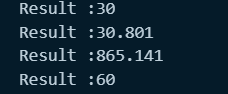 Result :30
Result :30.801
Result :865.141
Result :60